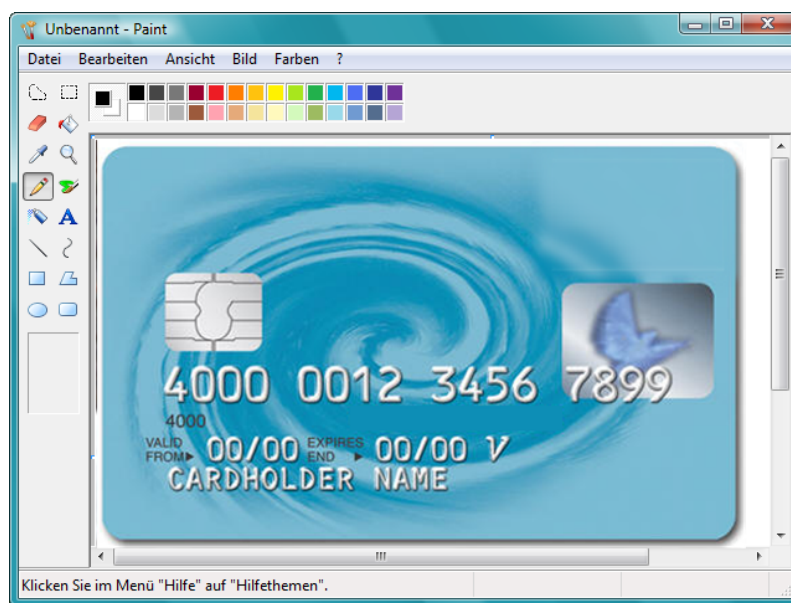 Unbenannt - Paint
Datei Bearbeiten Ansicht Bild Farben ?
4000 0012 3456 7899
4000
VALID FROM► 00/00 EXPIRES END ► 00/00 V
CARDHOLDER NAME
Klicken Sie im Menü "Hilfe" auf "Hilfethemen".